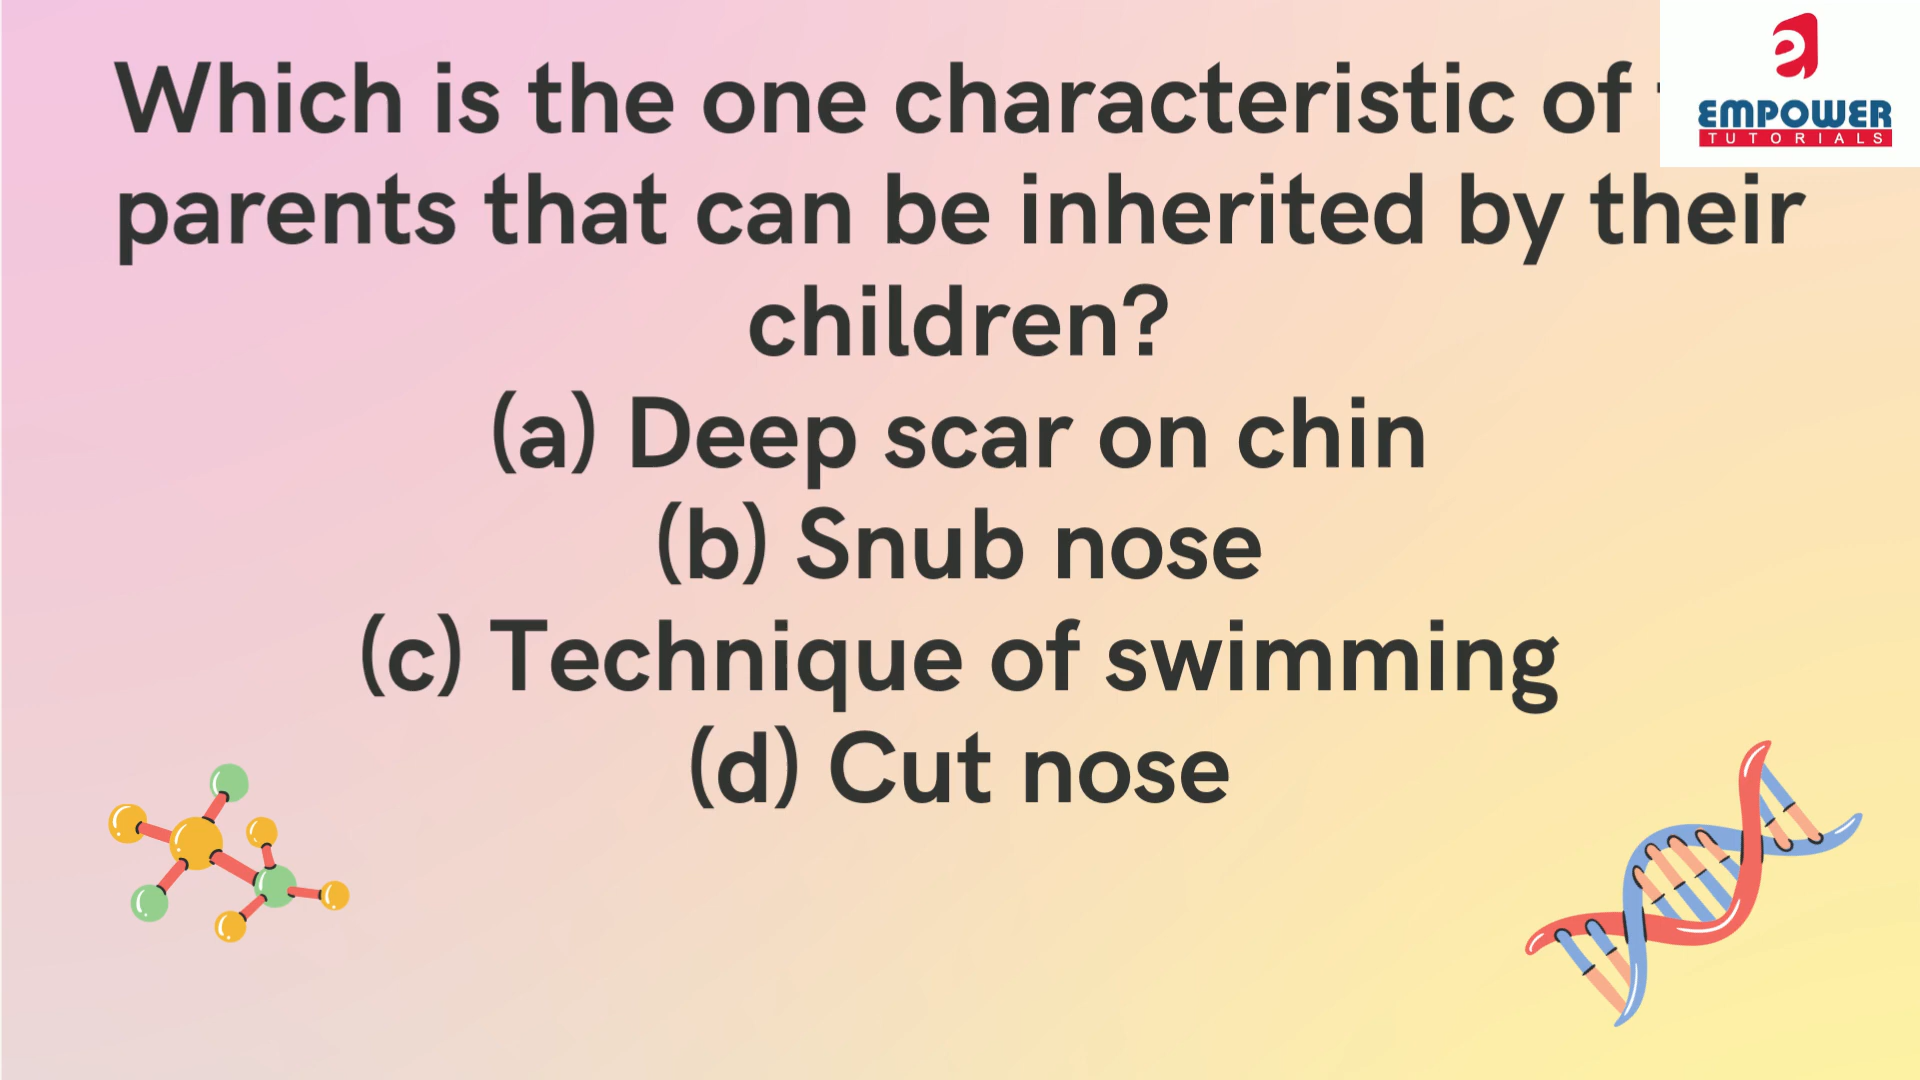 Which is the one characteristic of
parents that can be inherited by their
children?
(a) Deep scar on chin
(b) Snub nose
(c) Technique of swimming
(d) Cut nose
EMPOWER
TUTORIALS